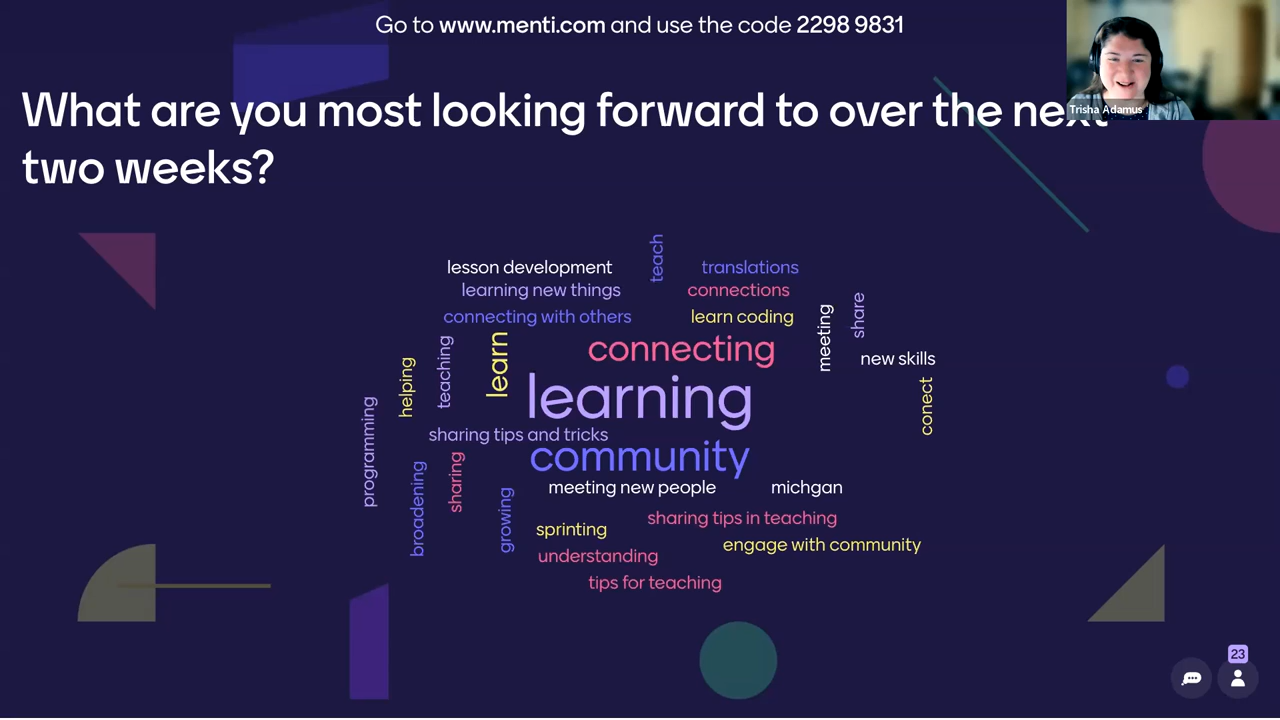 Go to www.menti.com and use the code 2298 9831
Trisha Adamus
What are you most looking forward to over the next
two weeks?
teach
lesson development
translations
learning new things
connections
connecting with others
learn coding
meeting
share
connecting
new skills
learn
teaching
helping
learning
conect
programming
sharing tips and tricks
community
broadening
sharing
growing
meeting new people
michgan
sharing tips in teaching
sprinting
engage with community
understanding
tips for teaching
23